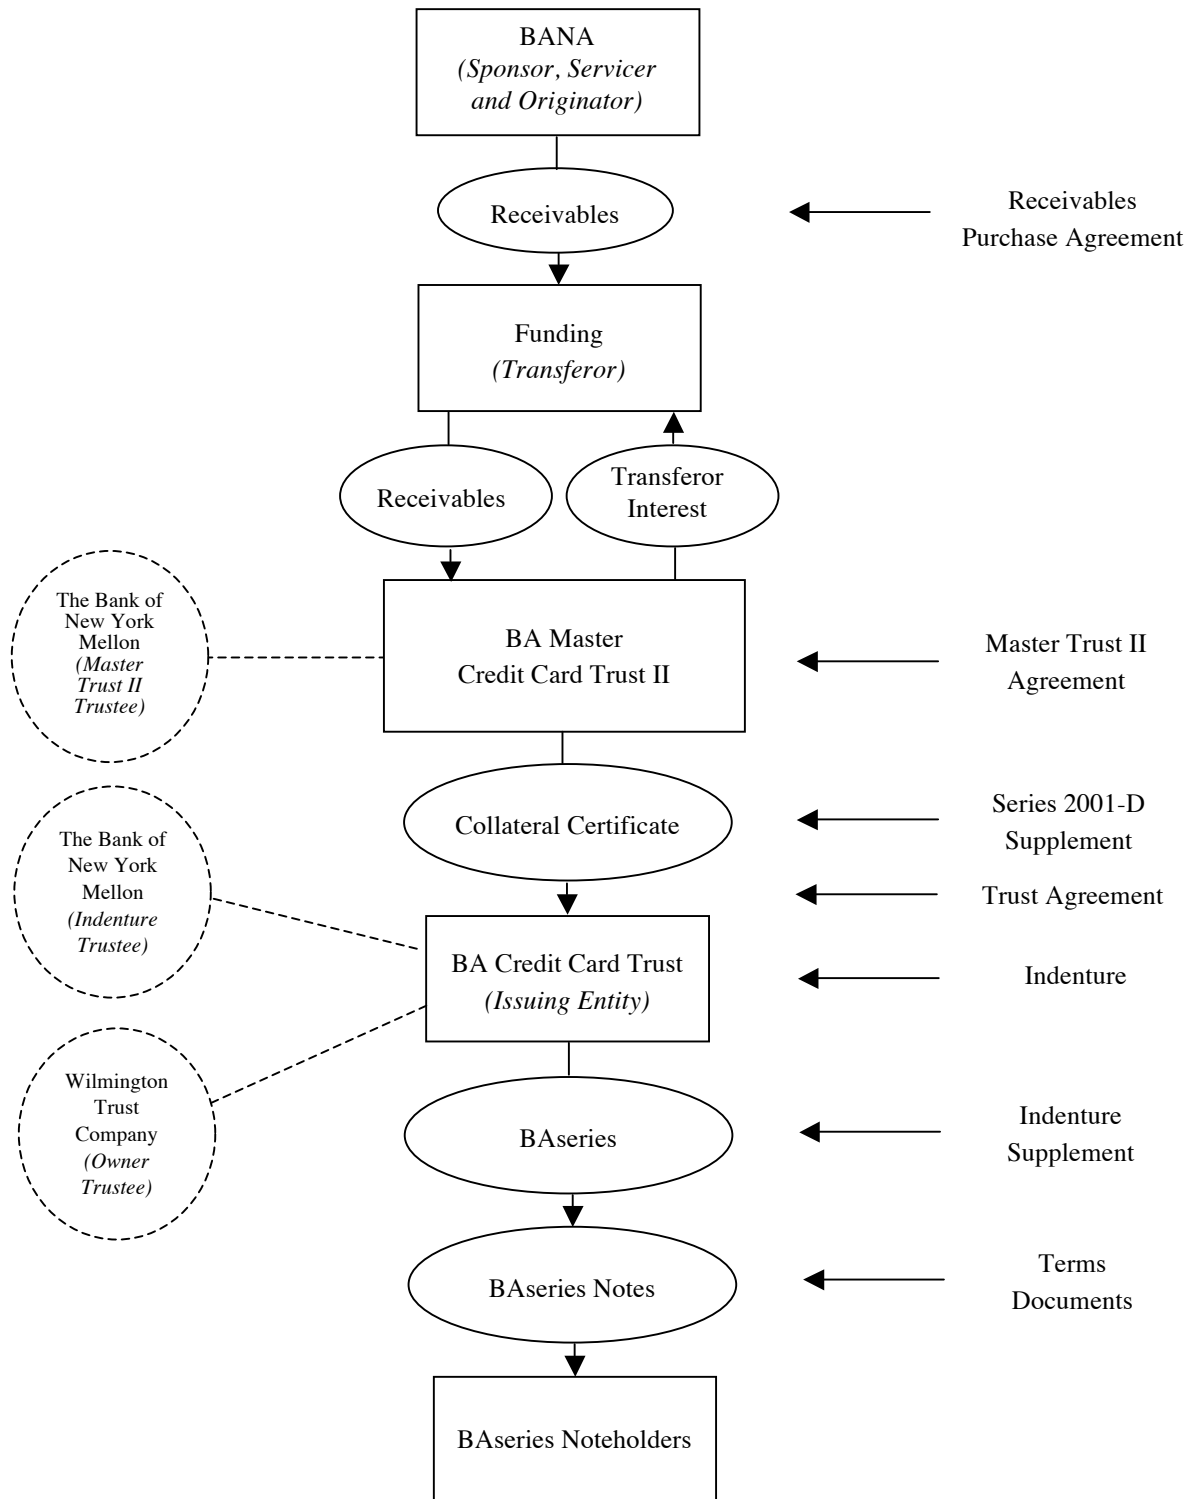 BANA
(Sponsor, Servicer
and Originator)
Receivables
Receivables
Purchase Agreement
Funding
(Transferor)
Receivables
Transferor
Interest
The Bank of
New York
Mellon
(Master
Trust II
Trustee)
BA Master
Credit Card Trust II
Master Trust II
Agreement
Collateral Certificate
Series 2001-D
Supplement
The Bank of
New York
Mellon
(Indenture
Trustee)
Trust Agreement
BA Credit Card Trust
(Issuing Entity)
Indenture
Wilmington
Trust
Company
(Owner
Trustee)
BAseries
Indenture
Supplement
BAseries Notes
Terms
Documents
BAseries Noteholders